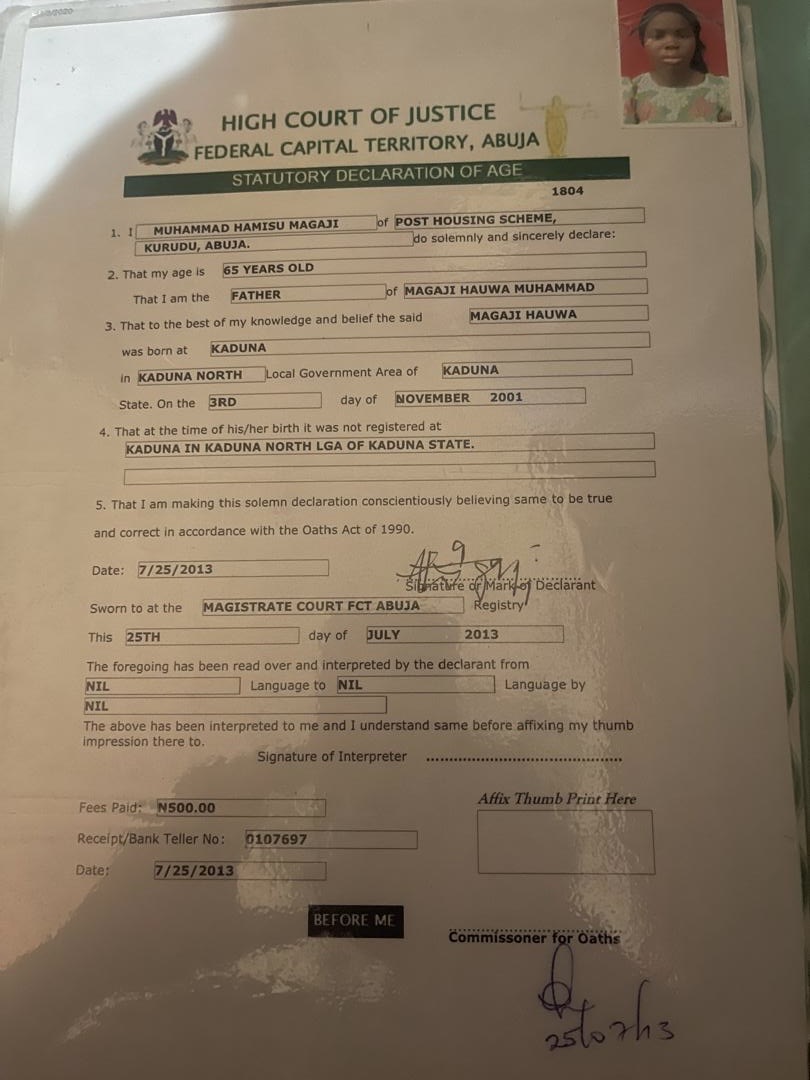 HIGH COURT OF JUSTICE
FEDERAL CAPITAL TERRITORY, ABUJA
STATUTORY DECLARATION OF AGE
1804
1. I MUHAMMAD HAMISU MAGAJI of POST HOUSING SCHEME,
KURUDU, ABUJA. do solemnly and sincerely declare:
2. That my age is 65 YEARS OLD
That I am the FATHER of MAGAJI HAUWA MUHAMMAD
3. That to the best of my knowledge and belief the said MAGAJI HAUWA
was born at KADUNA
in KADUNA NORTH Local Government Area of KADUNA
State. On the 3RD day of NOVEMBER 2001
4. That at the time of his/her birth it was not registered at
KADUNA IN KADUNA NORTH LGA OF KADUNA STATE.
5. That I am making this solemn declaration conscientiously believing same to be true
and correct in accordance with the Oaths Act of 1990.
Date: 7/25/2013
Signature or Mark of Declarant
Sworn to at the MAGISTRATE COURT FCT ABUJA Registry
This 25TH day of JULY 2013
The foregoing has been read over and interpreted by the declarant from
NIL Language to NIL Language by
NIL
The above has been interpreted to me and I understand same before affixing my thumb
impression there to.
Signature of Interpreter
Affix Thumb Print Here
Fees Paid: N500.00
Receipt/Bank Teller No: 0107697
Date: 7/25/2013
BEFORE ME
Commissoner for Oaths
25/07/13